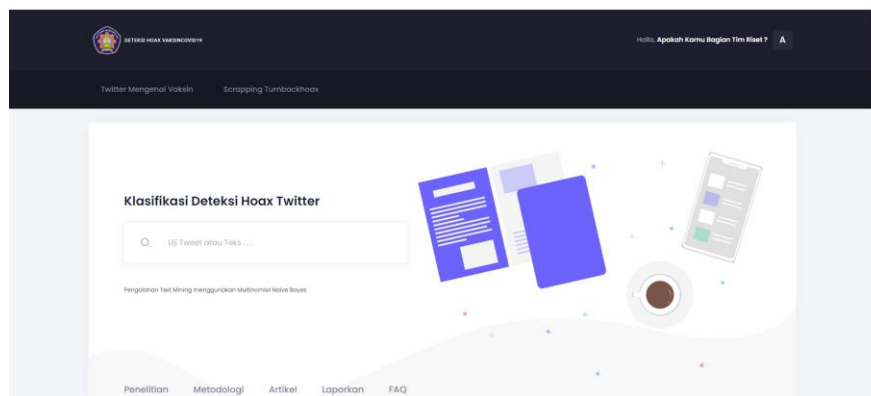 DETEKSI HOAX VAKSINCOVID19
Hallo, Apakah Kamu Bagian Tim Riset ? A
Twitter Mengenai Vaksin Scrapping Turnbackhoax
Klasifikasi Deteksi Hoax Twitter
Uji Tweet atau Teks ....
Pengolahan Text Mining menggunakan Multinomial Naive Bayes
Penelitian Metodologi Artikel Laporkan FAQ